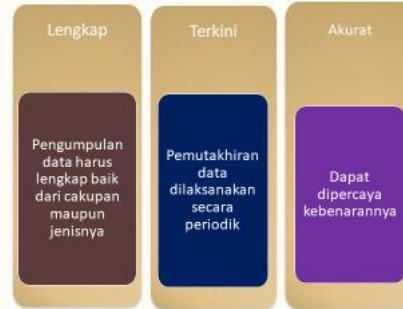 Lengkap
Pengumpulan
data harus
lengkap baik
dari cakupan
maupun
jenisnya
Terkini
Pemutakhiran
data
dilaksanakan
secara
periodik
Akurat
Dapat
dipercaya
kebenarannya